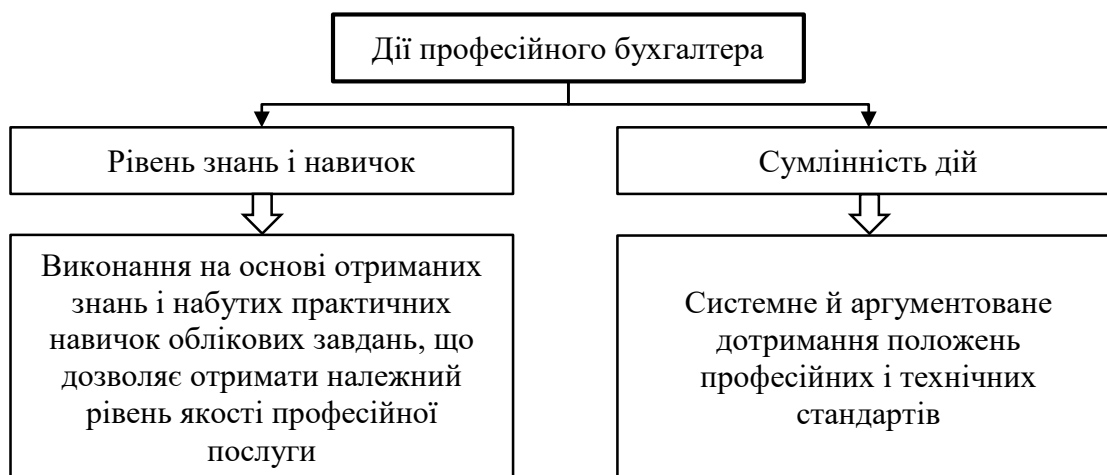 Дії професійного бухгалтера
Рівень знань і навичок
Сумлінність дій
Виконання на основі отриманих
знань і набутих практичних
навичок облікових завдань, що
дозволяє отримати належний
рівень якості професійної
послуги
Системне й аргументоване
дотримання положень
професійних і технічних
стандартів